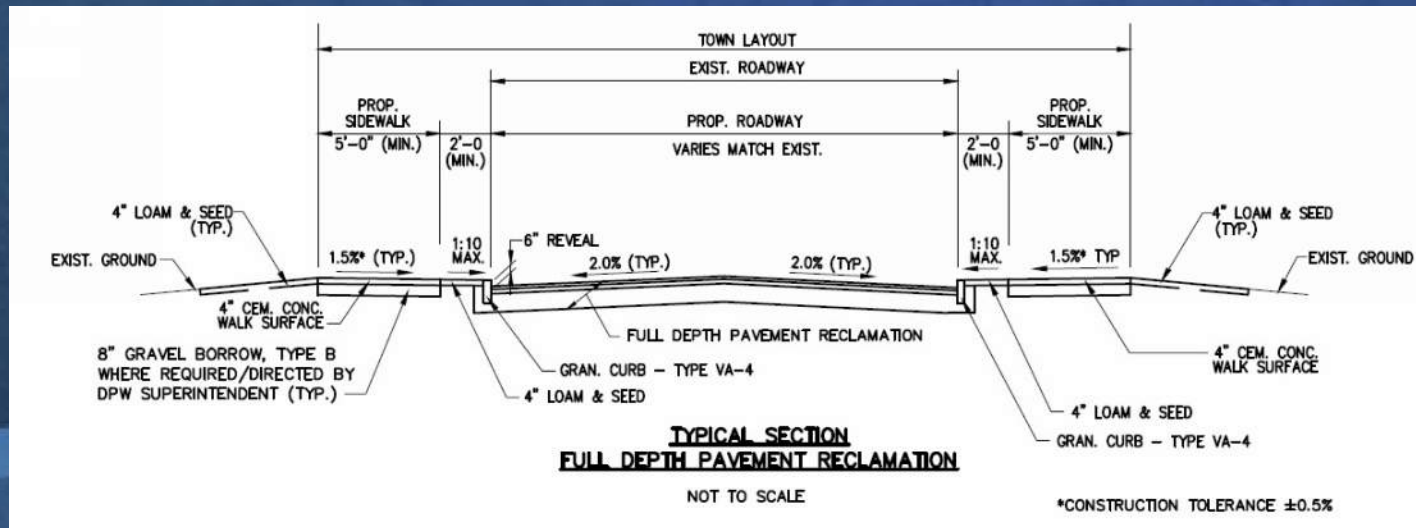 TOWN LAYOUT
EXIST. ROADWAY
PROP.
SIDEWALK
5'-0" (MIN.)
2'-0
(MIN.)
PROP. ROADWAY
VARIES MATCH EXIST.
2'-0
(MIN.)
PROP.
SIDEWALK
5'-0" (MIN.)
4" LOAM & SEED
(TYP.)
EXIST. GROUND
1.5%* (TYP.)
1:10
MAX.
6" REVEAL
2.0% (TYP.)
2.0% (TYP.)
1:10
MAX.
1.5%* TYP
4" LOAM & SEED
(TYP.)
EXIST. GROUND
4" CEM. CONC.
WALK SURFACE
8" GRAVEL BORROW, TYPE B
WHERE REQUIRED/DIRECTED BY
DPW SUPERINTENDENT (TYP.)
FULL DEPTH PAVEMENT RECLAMATION
GRAN. CURB - TYPE VA-4
4" LOAM & SEED
4" CEM. CONC.
WALK SURFACE
4" LOAM & SEED
GRAN. CURB - TYPE VA-4
TYPICAL SECTION
FULL DEPTH PAVEMENT RECLAMATION
NOT TO SCALE
*CONSTRUCTION TOLERANCE ±0.5%